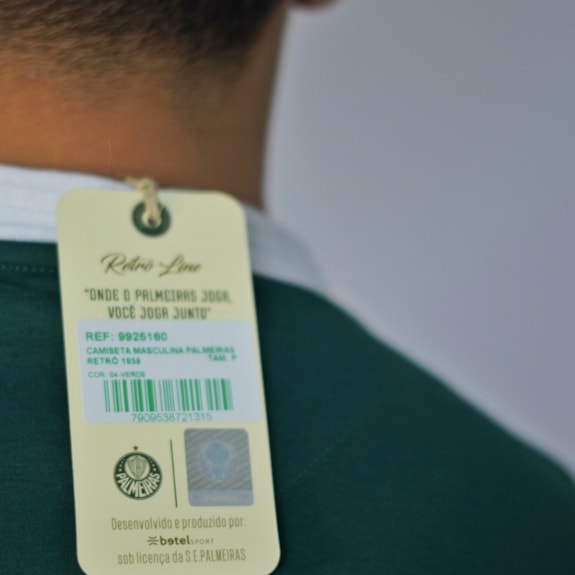 Retrô Line
"ONDE O PALMEIRAS JOGA,
VOCÊ JOGA JUNTO"
REF: 9925160
CAMISETA MASCULINA PALMEIRAS
RETRÔ 1959 TAM: P
COR: 04-VERDE
7909538721315
PALMEIRAS
Desenvolvido e produzido por:
betel SPORT
sob licença da S.E.PALMEIRAS